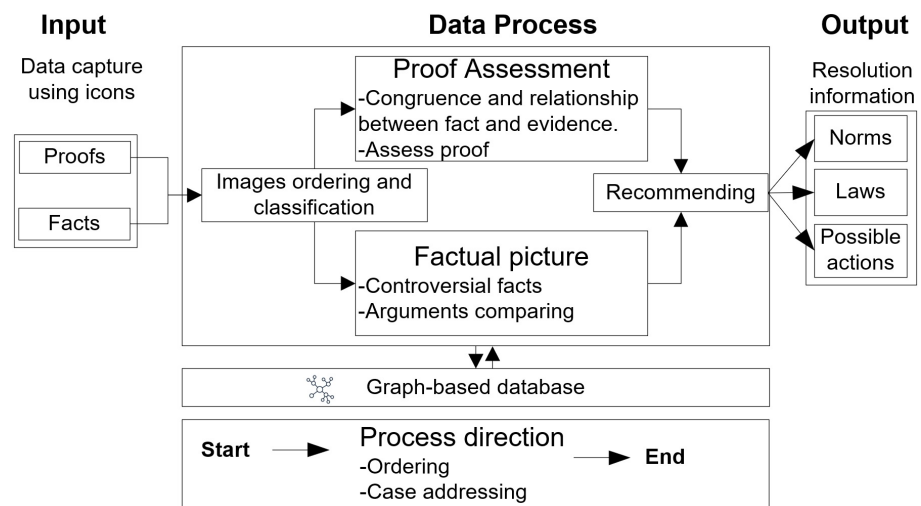 Input
Data capture
using icons
Proofs
Facts
Data Process
Images ordering and
classification
Proof Assessment
-Congruence and relationship
between fact and evidence.
-Assess proof
Factual picture
-Controversial facts
-Arguments comparing
Recommending
Output
Resolution
information
Norms
Laws
Possible
actions
Graph-based database
Start
Process direction
-Ordering
-Case addressing
End